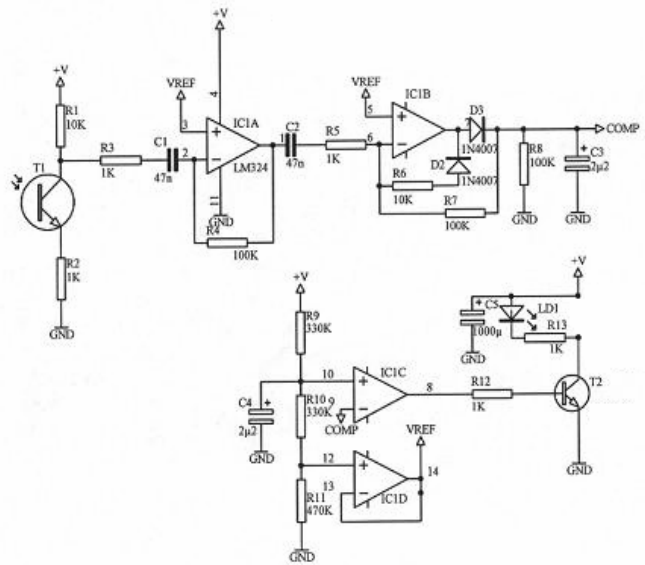 +V
+V
R1
10K
4
VREF
3
IC1A
R3
C1
2
1K
47n
LM324
11
GND
R4
100K
T1
R2
1K
GND
1
C2
47n
R5
1K
VREF
5
6
IC1B
7
D3
1N4007
D2
1N4007
R6
10K
R7
100K
R8
100K
GND
COMP
C3
+
2µ2
GND
+V
R9
330K
10
IC1C
9
COMP
8
R10
330K
C4
+
2µ2
GND
12
13
IC1D
14
VREF
R11
470K
GND
R12
1K
T2
GND
+V
C5
+
1000µ
GND
LD1
R13
1K